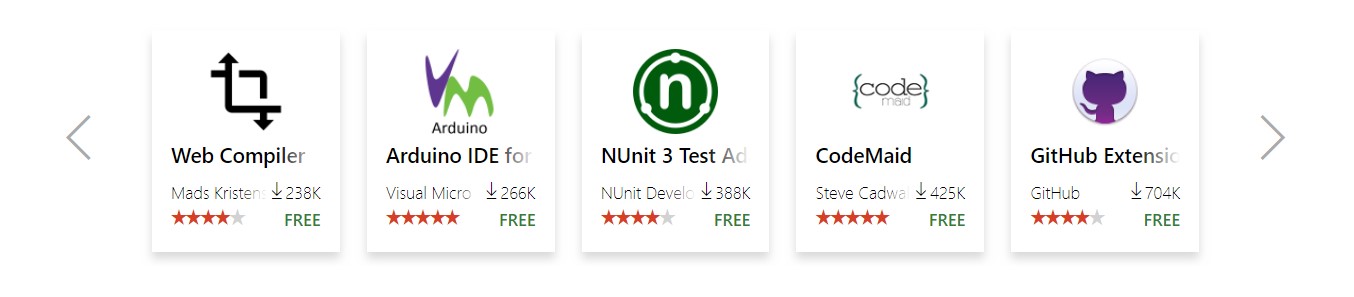 Arduino
n
{code}
maid
Web Compiler
Arduino IDE for
NUnit 3 Test Ad
CodeMaid
GitHub Extensio
Mads Kristens 238K
Visual Micro 266K
NUnit Develo 388K
Steve Cadwa 425K
GitHub 704K
FREE
FREE
FREE
FREE
FREE